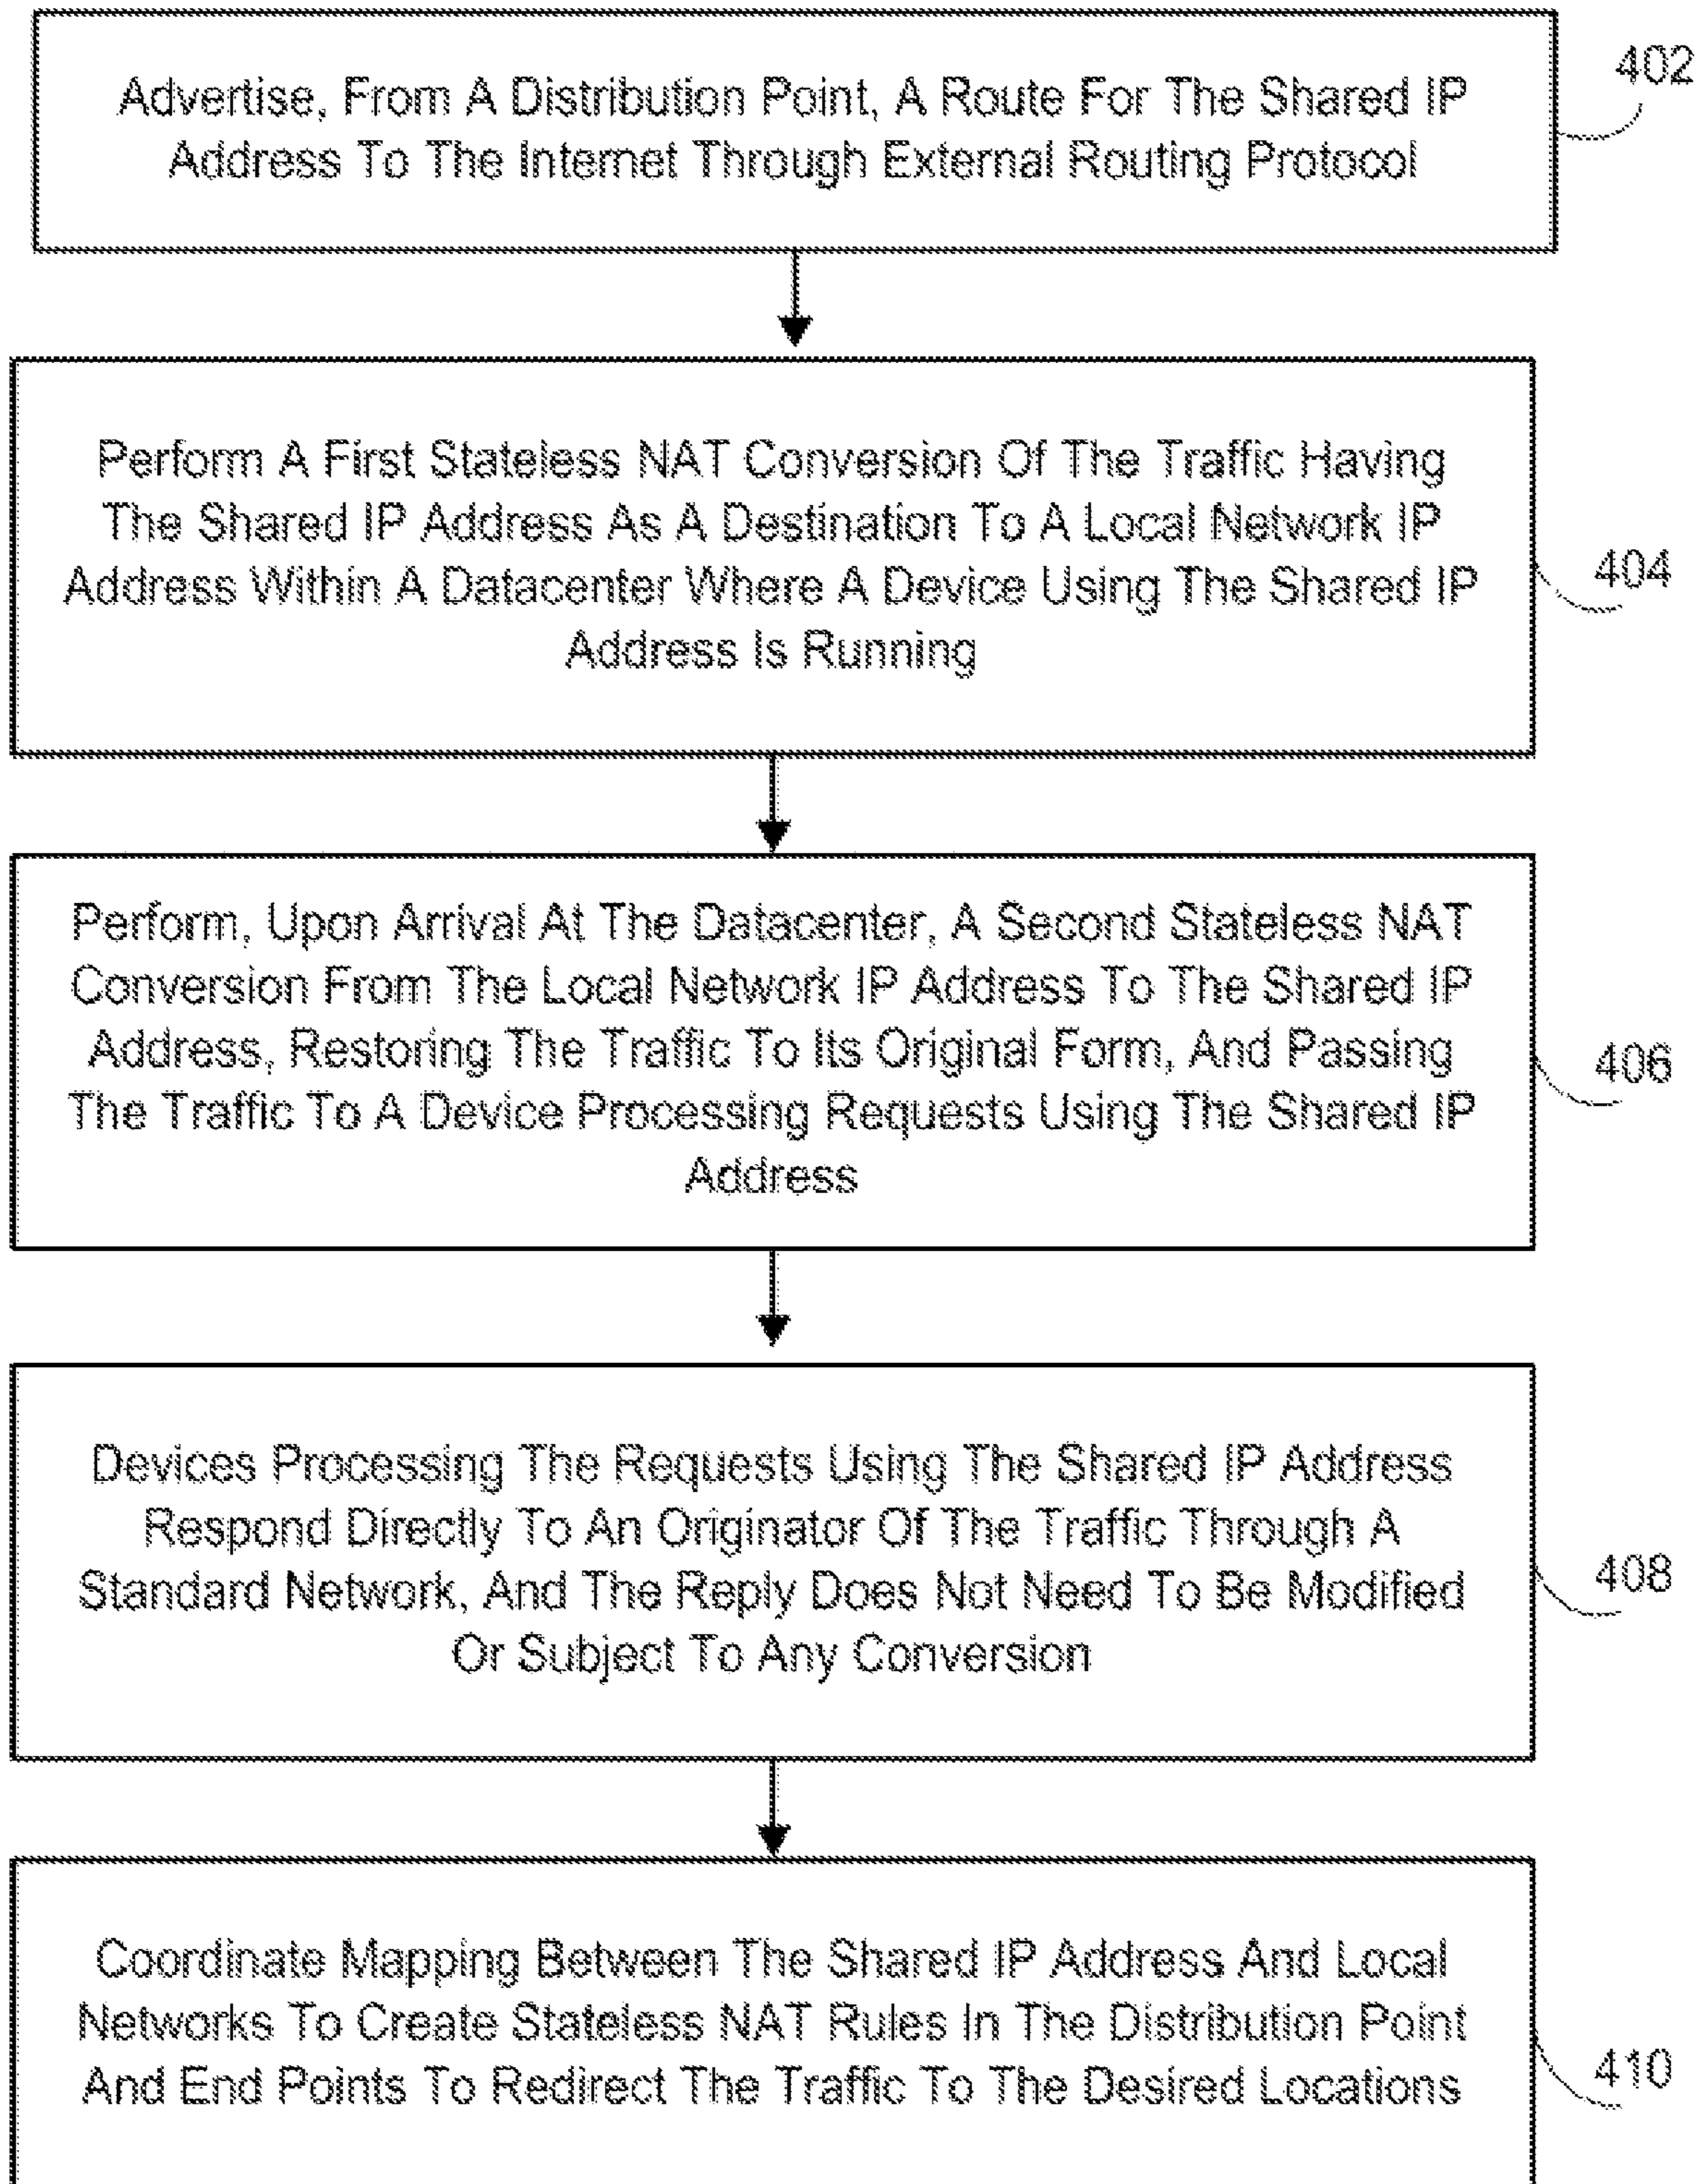 Advertise, From A Distribution Point, A Route For The Shared IP
Address To The Internet Through External Routing Protocol
402
Perform A First Stateless NAT Conversion Of The Traffic Having
The Shared IP Address As A Destination To A Local Network IP
Address Within A Datacenter Where A Device Using The Shared IP
Address Is Running
404
Perform, Upon Arrival At The Datacenter, A Second Stateless NAT
Conversion From The Local Network IP Address To The Shared IP
Address, Restoring The Traffic To Its Original Form, And Passing
The Traffic To A Device Processing Requests Using The Shared IP
Address
406
Devices Processing The Requests Using The Shared IP Address
Respond Directly To An Originator Of The Traffic Through A
Standard Network, And The Reply Does Not Need To Be Modified
Or Subject To Any Conversion
408
Coordinate Mapping Between The Shared IP Address And Local
Networks To Create Stateless NAT Rules In The Distribution Point
And End Points To Redirect The Traffic To The Desired Locations
410